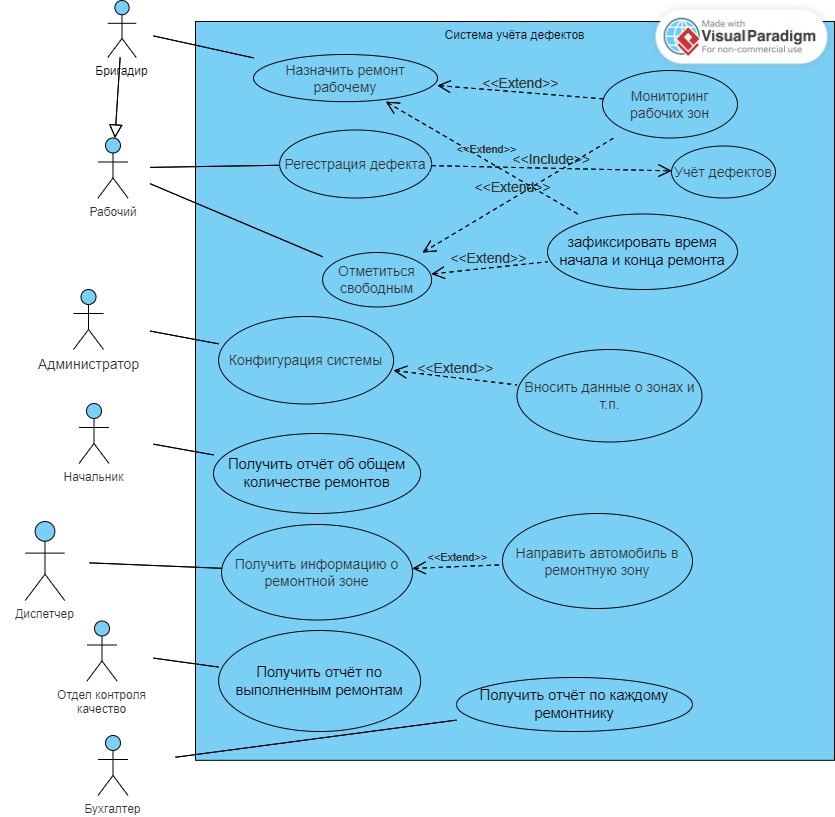 Made with
VisualParadigm
For non-commercial use
Система учёта дефектов
Бригадир
Назначить ремонт
рабочему
<<Extend>>
Мониторинг
рабочих зон
<<Extend>>
<<Include>>
Рабочий
Регестрация дефекта
Учёт дефектов
<<Extend>>
Отметиться
свободным
<<Extend>>
зафиксировать время
начала и конца ремонта
Администратор
Конфигурация системы
<<Extend>>
Вносить данные о зонах и
т.п.
Начальник
Получить отчёт об общем
количестве ремонтов
Диспетчер
Получить информацию о
ремонтной зоне
<<Extend>>
Направить автомобиль в
ремонтную зону
Отдел контроля
качество
Получить отчёт по
выполненным ремонтам
Получить отчёт по каждому
ремонтнику
Бухгалтер